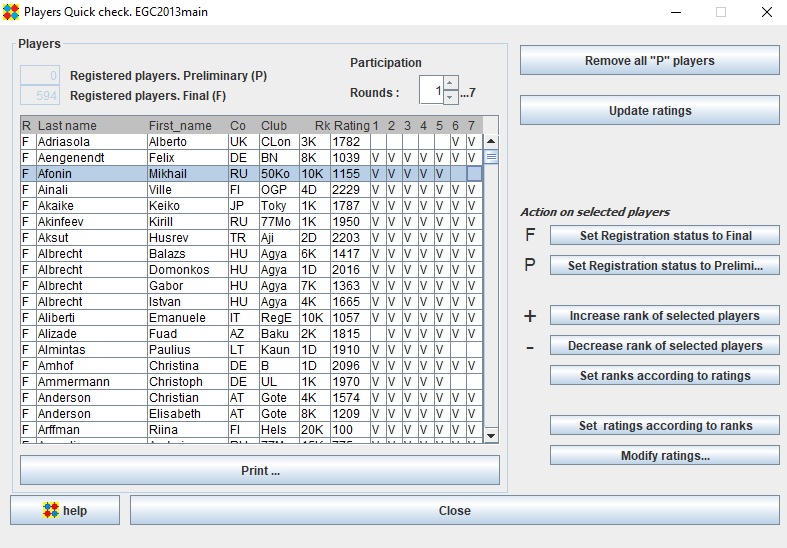 Players Quick check. EGC2013main
Players
0 Registered players. Preliminary (P)
594 Registered players. Final (F)
Participation
Rounds : 1 ...7
R Last name First_name Co Club Rk Rating 1 2 3 4 5 6 7
F Adriasola Alberto UK CLon 3K 1782 V V
F Aengenendt Felix DE BN 8K 1039 V V V V V V V
F Afonin Mikhail RU 50Ko 10K 1155 V V V V V
F Ainali Ville FI OGP 4D 2229 V V V V V V V
F Akaike Keiko JP Toky 1K 1787 V V V V V V V
F Akinfeev Kirill RU 77Mo 1K 1950 V V V V V V V
F Aksut Husrev TR Aji 2D 2203 V V V V V V V
F Albrecht Balazs HU Agya 6K 1417 V V V V V V V
F Albrecht Domonkos HU Agya 1D 2016 V V V V V V V
F Albrecht Gabor HU Agya 7K 1363 V V V V V V V
F Albrecht Istvan HU Agya 4K 1665 V V V V V V V
F Aliberti Emanuele IT RegE 10K 1057 V V V V V V V
F Alizade Fuad AZ Baku 2K 1815 V V V V V V
F Almintas Paulius LT Kaun 1D 1910 V V V V V
F Amhof Christina DE B 1D 2096 V V V V V V V
F Ammermann Christoph DE UL 1K 1970 V V V V V
F Anderson Christian AT Gote 4K 1574 V V V V V V V
F Anderson Elisabeth AT Gote 8K 1209 V V V V V V V
F Arffman Riina FI Hels 20K 100 V V V V V V V
Print ...
help
Close
Remove all "P" players
Update ratings
Action on selected players
F Set Registration status to Final
P Set Registration status to Prelimi...
+ Increase rank of selected players
- Decrease rank of selected players
Set ranks according to ratings
Set ratings according to ranks
Modify ratings...